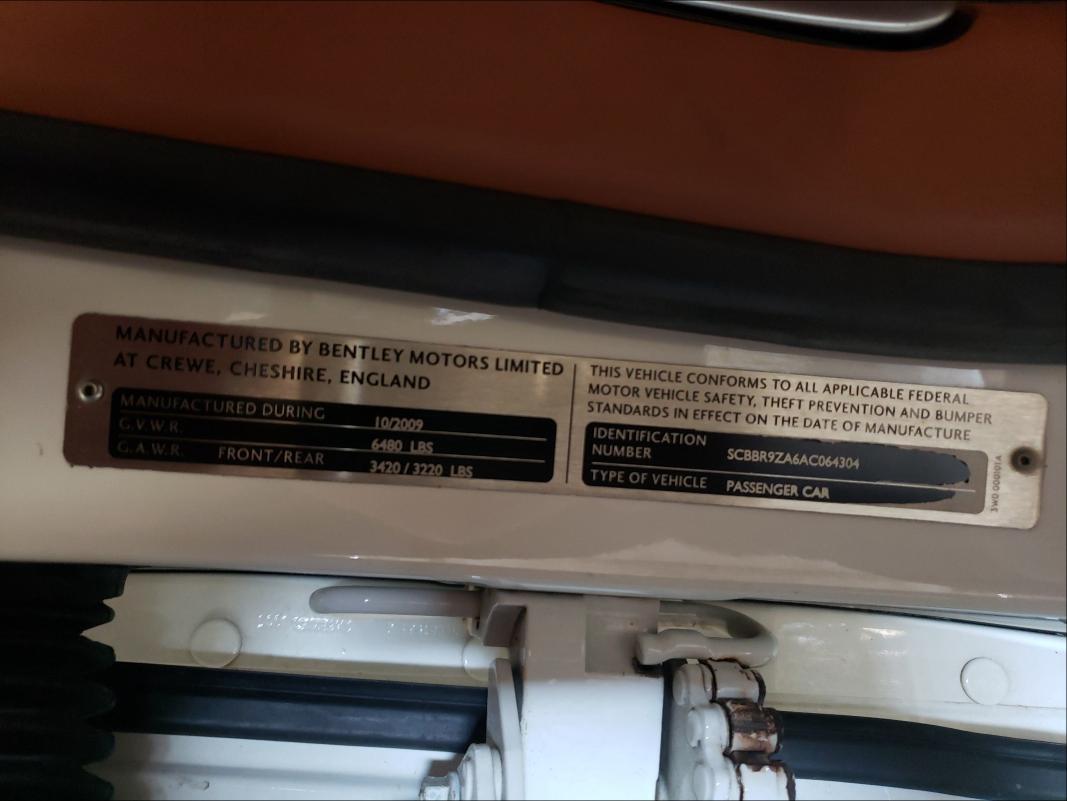 MANUFACTURED BY BENTLEY MOTORS LIMITED
AT CREWE, CHESHIRE, ENGLAND
MANUFACTURED DURING 10/2009
G.V.W.R. 6480 LBS
G.A.W.R. FRONT/REAR 3420 / 3220 LBS
THIS VEHICLE CONFORMS TO ALL APPLICABLE FEDERAL
MOTOR VEHICLE SAFETY, THEFT PREVENTION AND BUMPER
STANDARDS IN EFFECT ON THE DATE OF MANUFACTURE
IDENTIFICATION
NUMBER SCBBR9ZA6AC064304
TYPE OF VEHICLE PASSENGER CAR
3W0 000101A